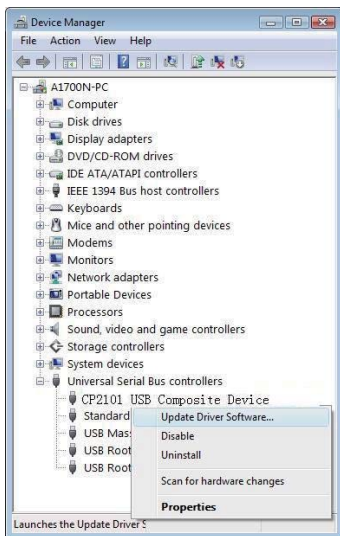 Device Manager
File Action View Help
A1700N-PC
Computer
Disk drives
Display adapters
DVD/CD-ROM drives
IDE ATA/ATAPI controllers
IEEE 1394 Bus host controllers
Keyboards
Mice and other pointing devices
Modems
Monitors
Network adapters
Portable Devices
Processors
Sound, video and game controllers
Storage controllers
System devices
Universal Serial Bus controllers
CP2101 USB Composite Device
Standard
USB Mas
USB Root
USB Root
Update Driver Software...
Disable
Uninstall
Scan for hardware changes
Properties
Launches the Update Driver S